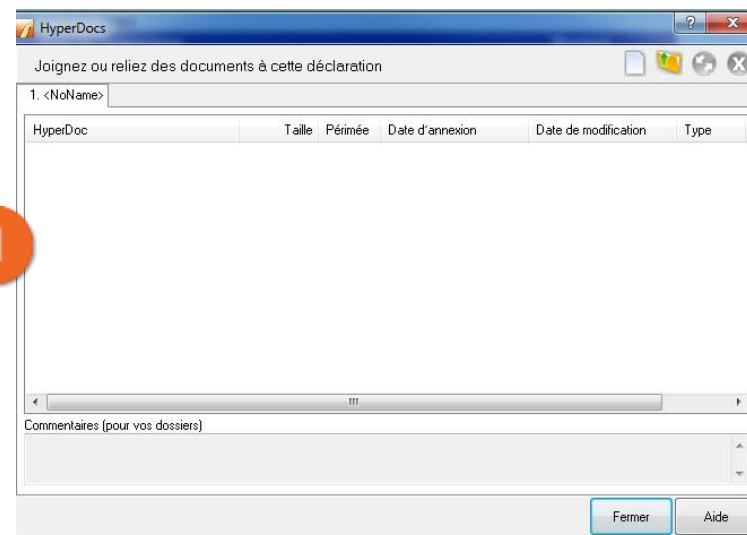 HyperDocs
Joignez ou reliez des documents à cette déclaration
1. <NoName>
HyperDoc Taille Périmée Date d'annexion Date de modification Type
Commentaires (pour vos dossiers)
Fermer Aide